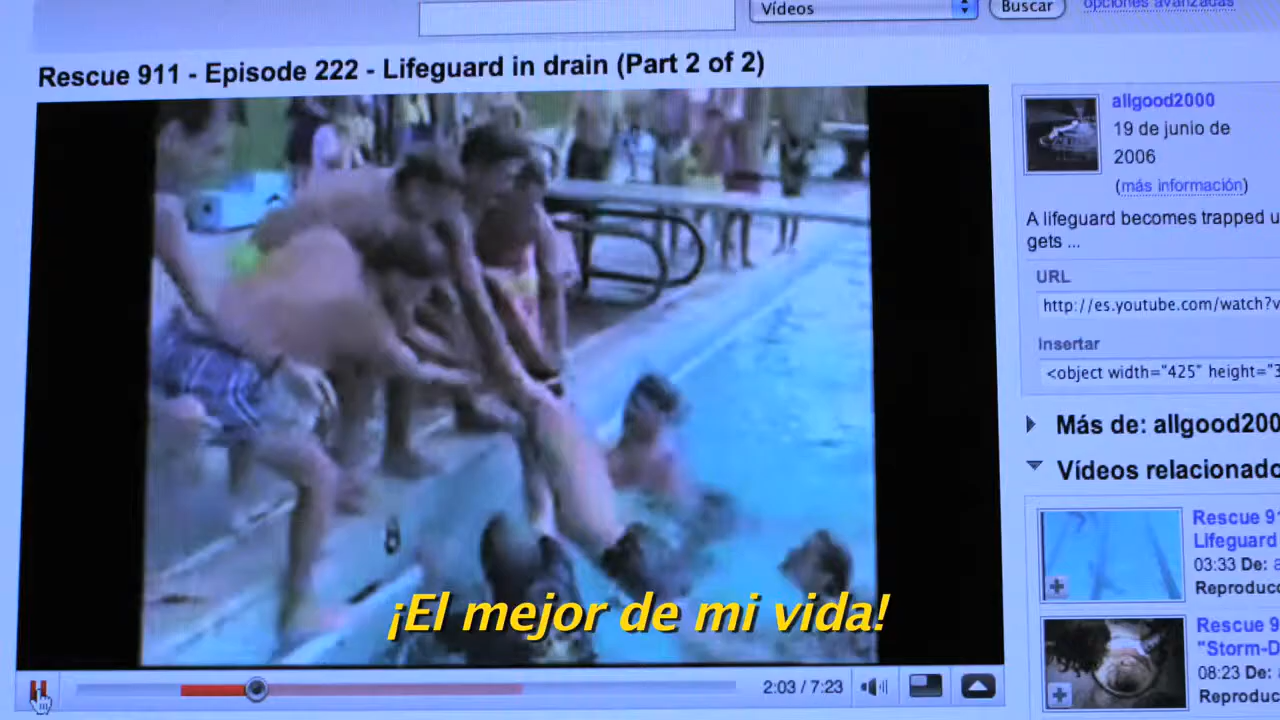 Vídeos
Buscar
opciones avanzadas
Rescue 911 - Episode 222 - Lifeguard in drain (Part 2 of 2)
allgood2000
19 de junio de
2006
(más información)
A lifeguard becomes trapped
gets ...
URL
http://es.youtube.com/watch?v
Insertar
<object width="425" height="3
Más de: allgood200
Vídeos relacionado
Rescue 9
Lifeguard
03:33 De:
Reproduc
Rescue 9
"Storm-D
08:23 De:
Reproduc
¡El mejor de mi vida!
2:03 / 7:23